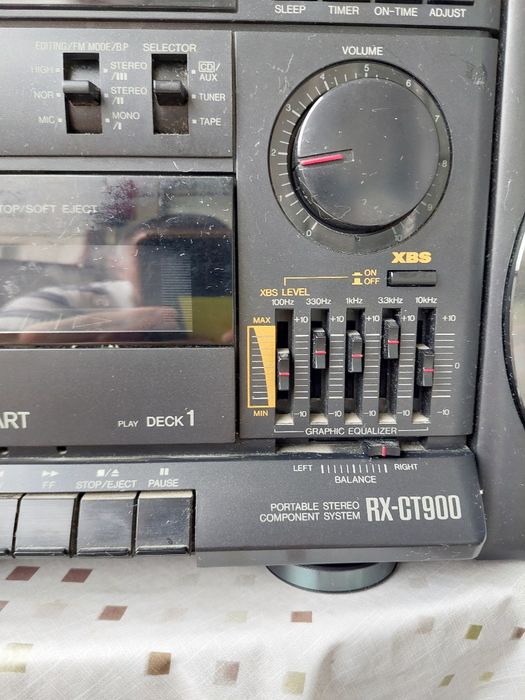 SLEEP TIMER ON-TIME ADJUST
EDITING/FM MODE/B.P SELECTOR
HIGH STEREO /III CD/ AUX
NOR STEREO /II TUNER
MIC MONO /I TAPE
VOLUME
1 2 3 4 5 6 7 8 9 10
TOP/SOFT EJECT
XBS
ON
OFF
XBS LEVEL
100Hz 330Hz 1kHz 3.3kHz 10kHz
MAX +10 +10 +10 +10 +10
0
MIN -10 -10 -10 -10 -10
GRAPHIC EQUALIZER
ART
PLAY DECK 1
LEFT RIGHT
BALANCE
FF STOP/EJECT PAUSE
PORTABLE STEREO
COMPONENT SYSTEM RX-CT900